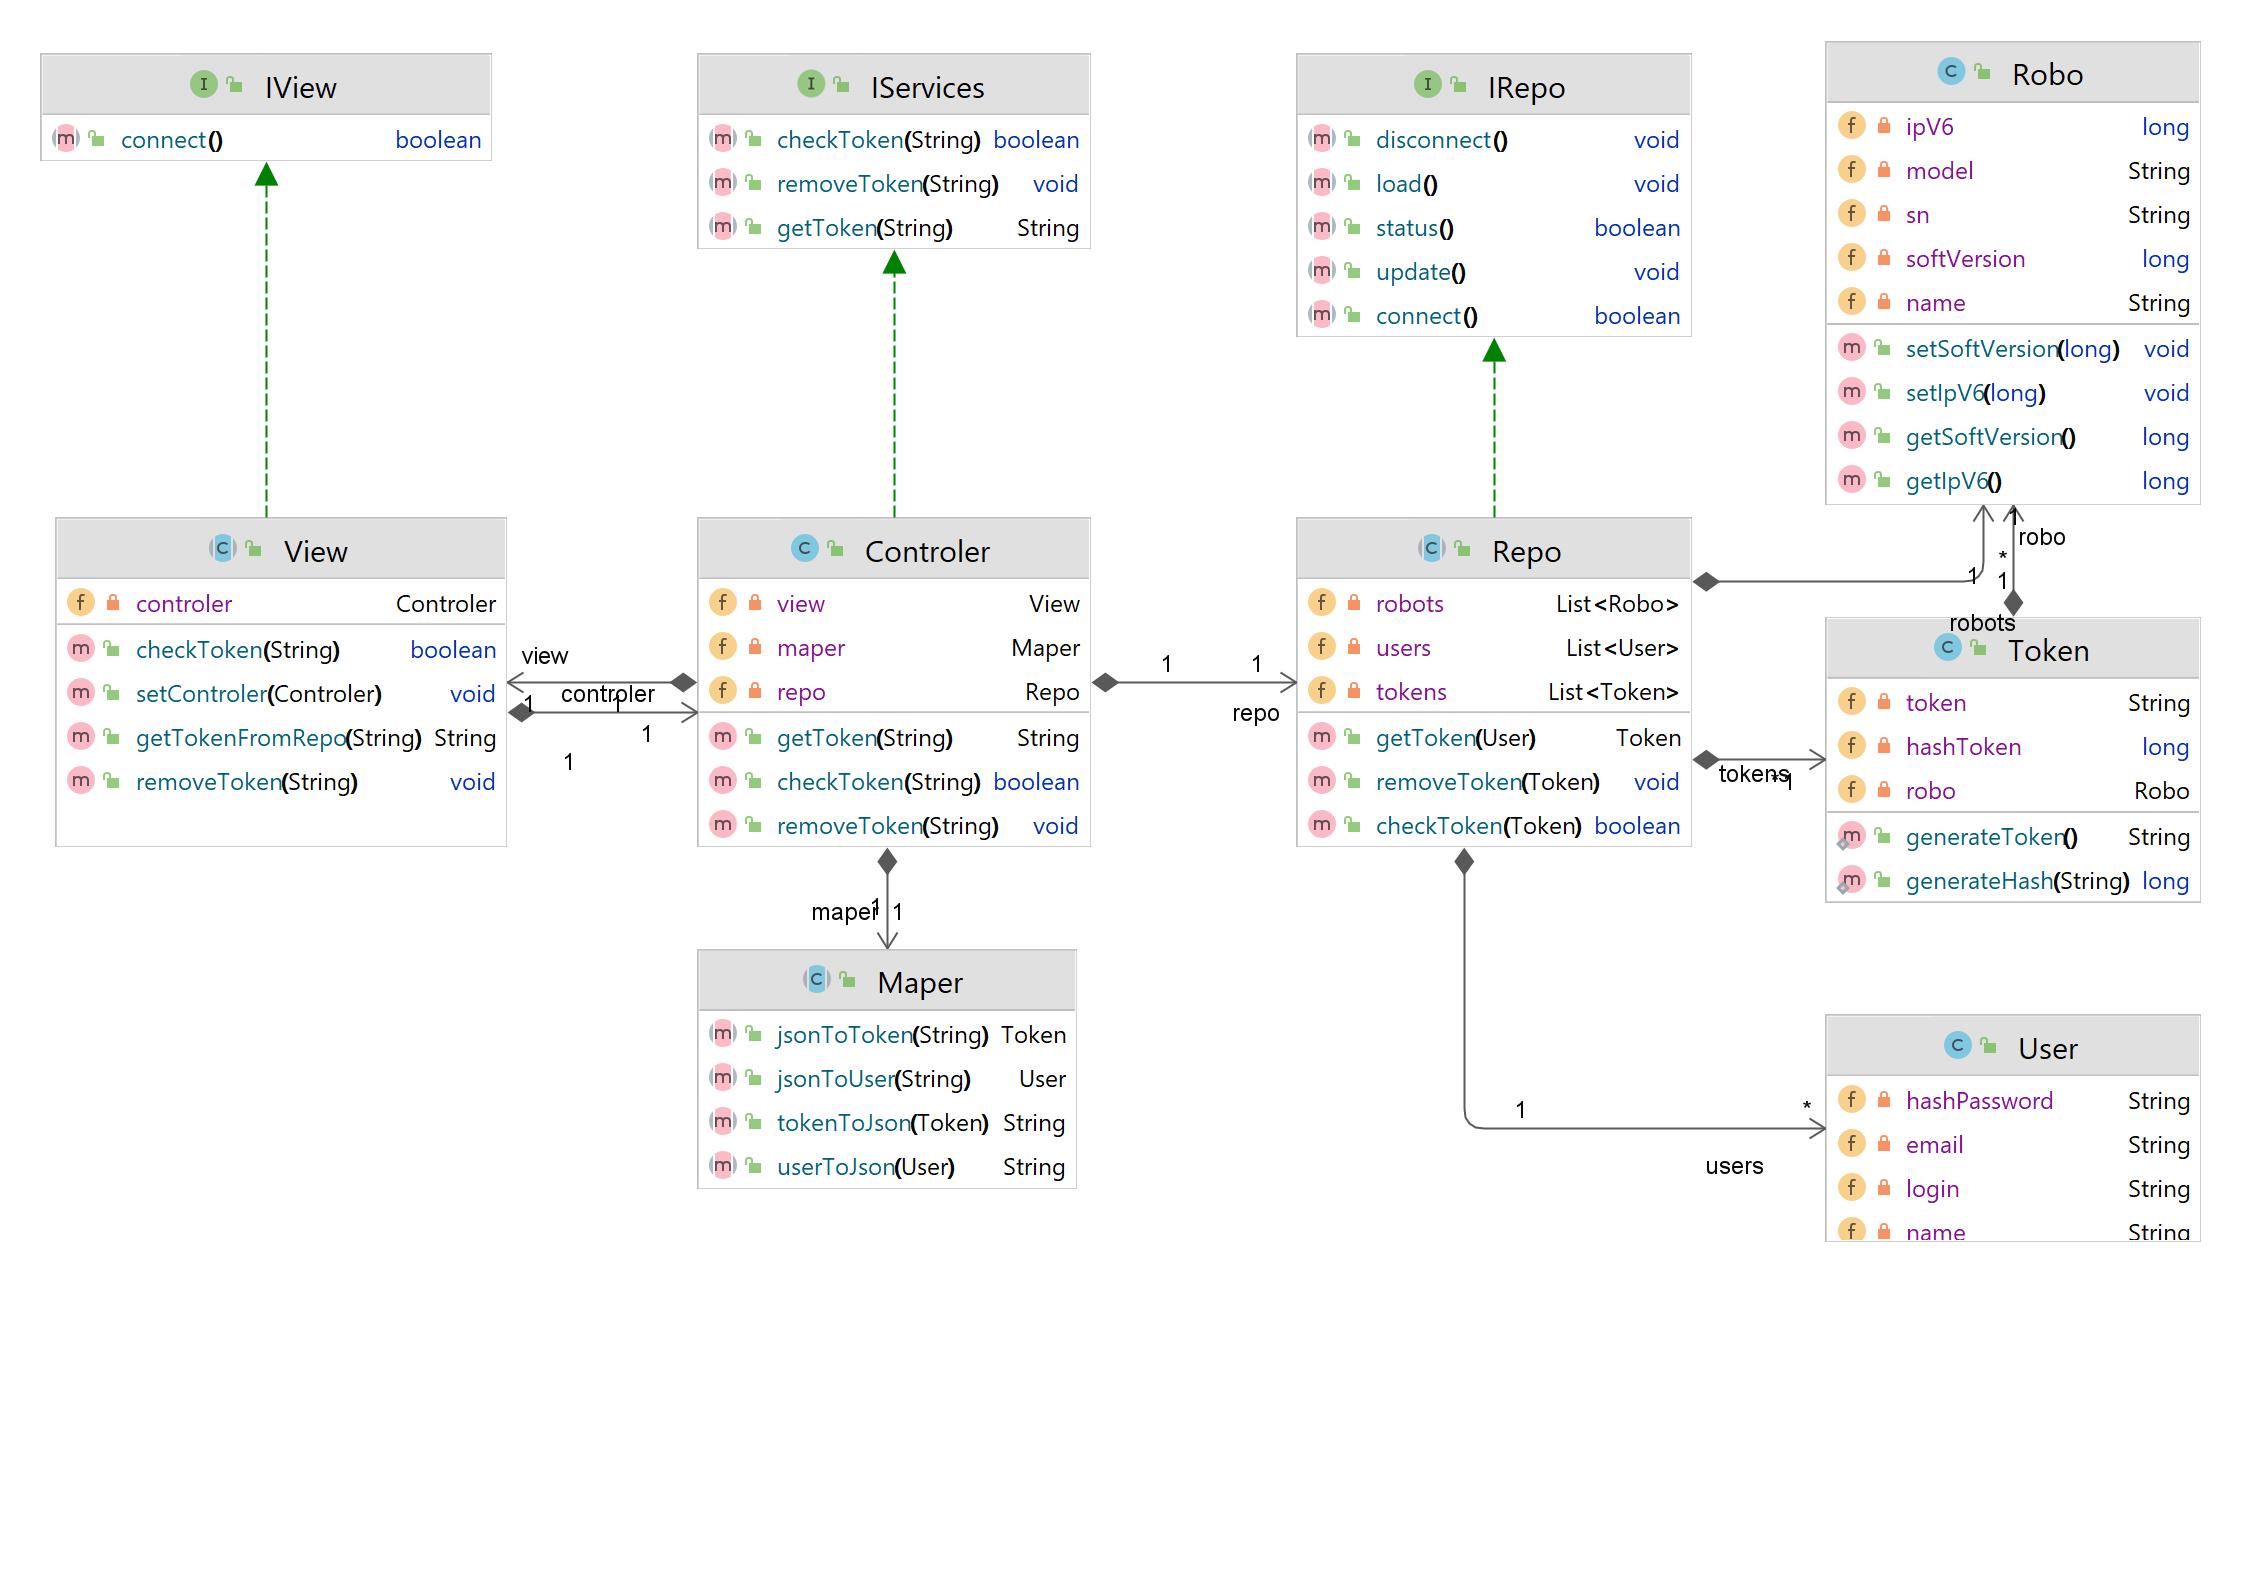 IView
connect() boolean
IServices
checkToken(String) boolean
removeToken(String) void
getToken(String) String
IRepo
disconnect() void
load() void
status() boolean
update() void
connect() boolean
Robo
ipV6 long
model String
sn String
softVersion long
name String
setSoftVersion(long) void
setIpV6(long) void
getSoftVersion() long
getIpV6() long
View
controler Controler
checkToken(String) boolean
setControler(Controler) void
getTokenFromRepo(String) String
removeToken(String) void
view
controler
1
1
1
1
Controler
view View
maper Maper
repo Repo
getToken(String) String
checkToken(String) boolean
removeToken(String) void
1 1
repo
maper
1 1
Maper
jsonToToken(String) Token
jsonToUser(String) User
tokenToJson(Token) String
userToJson(User) String
Repo
robots List<Robo>
users List<User>
tokens List<Token>
getToken(User) Token
removeToken(Token) void
checkToken(Token) boolean
1
robo
*
1
1
robots
tokens
*
1
Token
token String
hashToken long
robo Robo
generateToken() String
generateHash(String) long
1 *
users
User
hashPassword String
email String
login String
name String